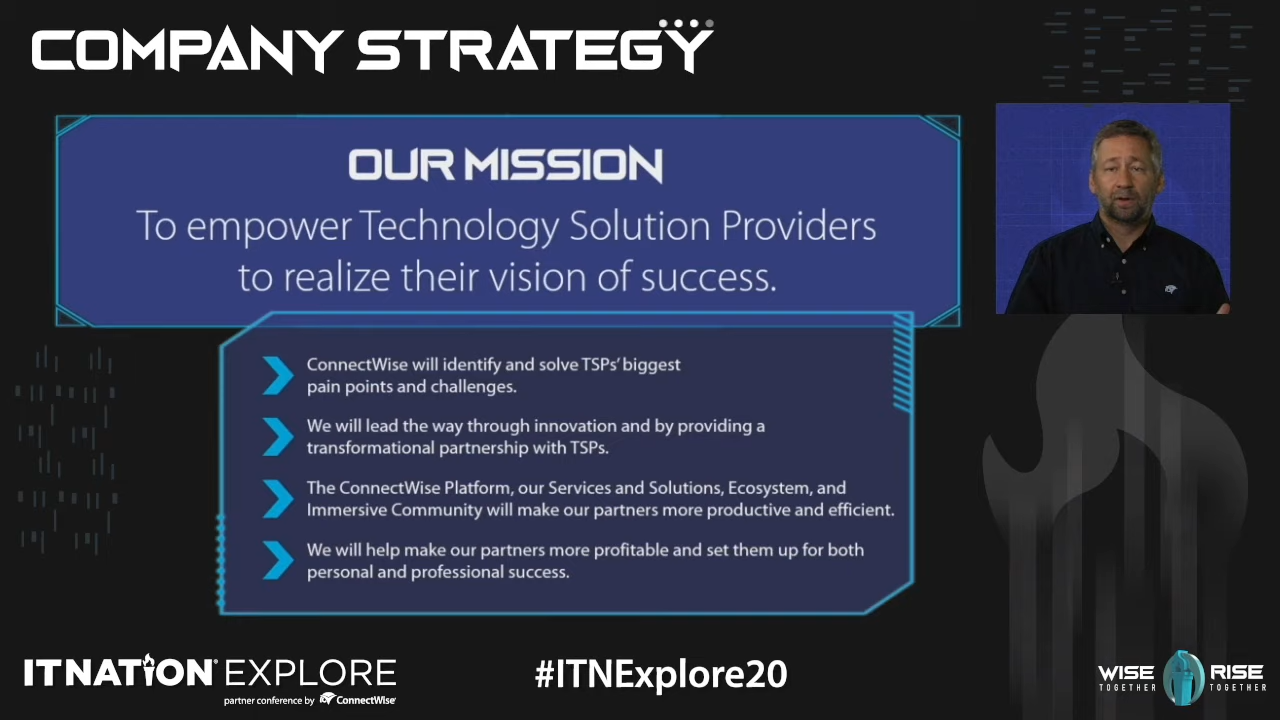 COMPANY STRATEGY
OUR MISSION
To empower Technology Solution Providers
to realize their vision of success.
ConnectWise will identify and solve TSPs' biggest
pain points and challenges.
We will lead the way through innovation and by providing a
transformational partnership with TSPs.
The ConnectWise Platform, our Services and Solutions, Ecosystem, and
Immersive Community will make our partners more productive and efficient.
We will help make our partners more profitable and set them up for both
personal and professional success.
IT NATION® EXPLORE
partner conference by ConnectWise
#ITNExplore20
WISE RISE
TOGETHER TOGETHER